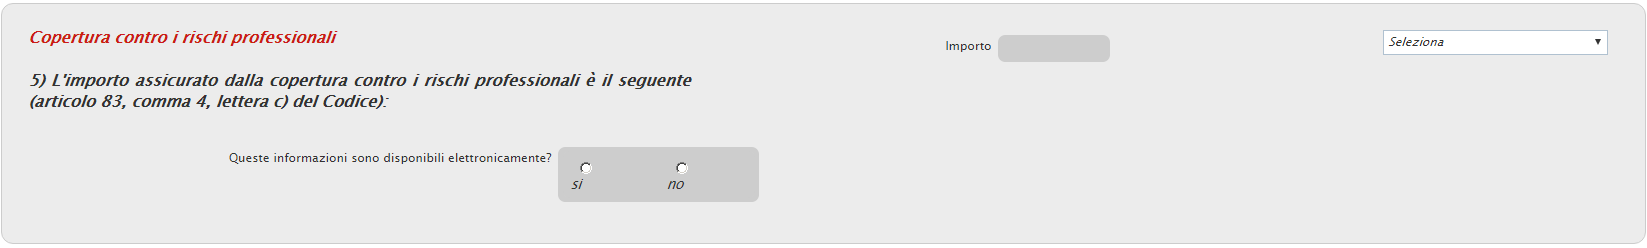 Copertura contro i rischi professionali
Importo
Seleziona
5) L'importo assicurato dalla copertura contro i rischi professionali è il seguente
(articolo 83, comma 4, lettera c) del Codice):
Queste informazioni sono disponibili elettronicamente?
si
no